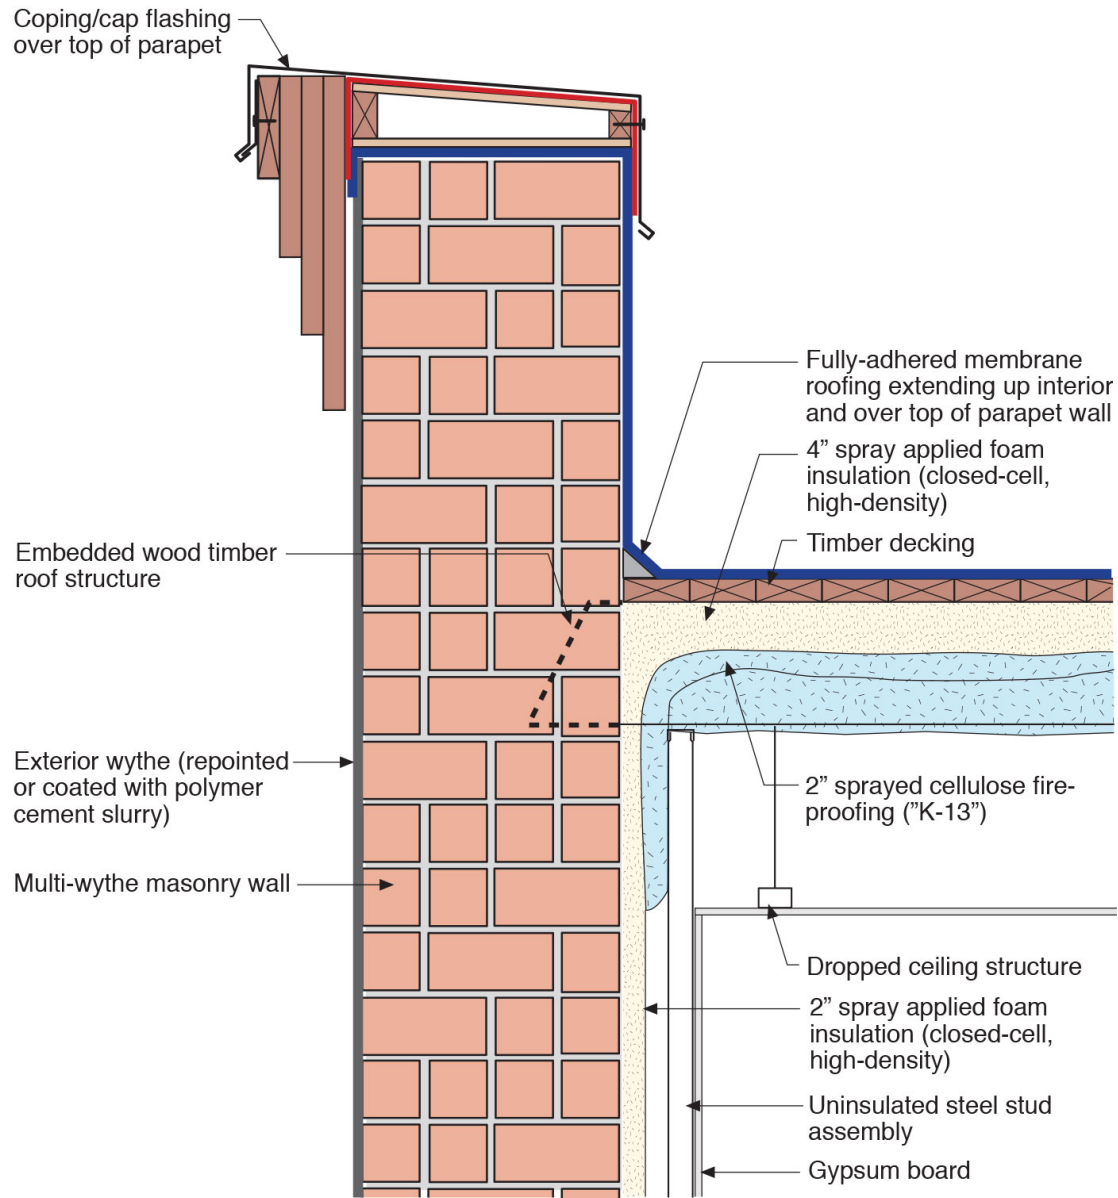 Coping/cap flashing
over top of parapet
Fully-adhered membrane
roofing extending up interior
and over top of parapet wall
4” spray applied foam
insulation (closed-cell,
high-density)
Timber decking
Embedded wood timber
roof structure
Exterior wythe (repointed
or coated with polymer
cement slurry)
2” sprayed cellulose fire-
proofing (”K-13”)
Multi-wythe masonry wall
Dropped ceiling structure
2” spray applied foam
insulation (closed-cell,
high-density)
Uninsulated steel stud
assembly
Gypsum board